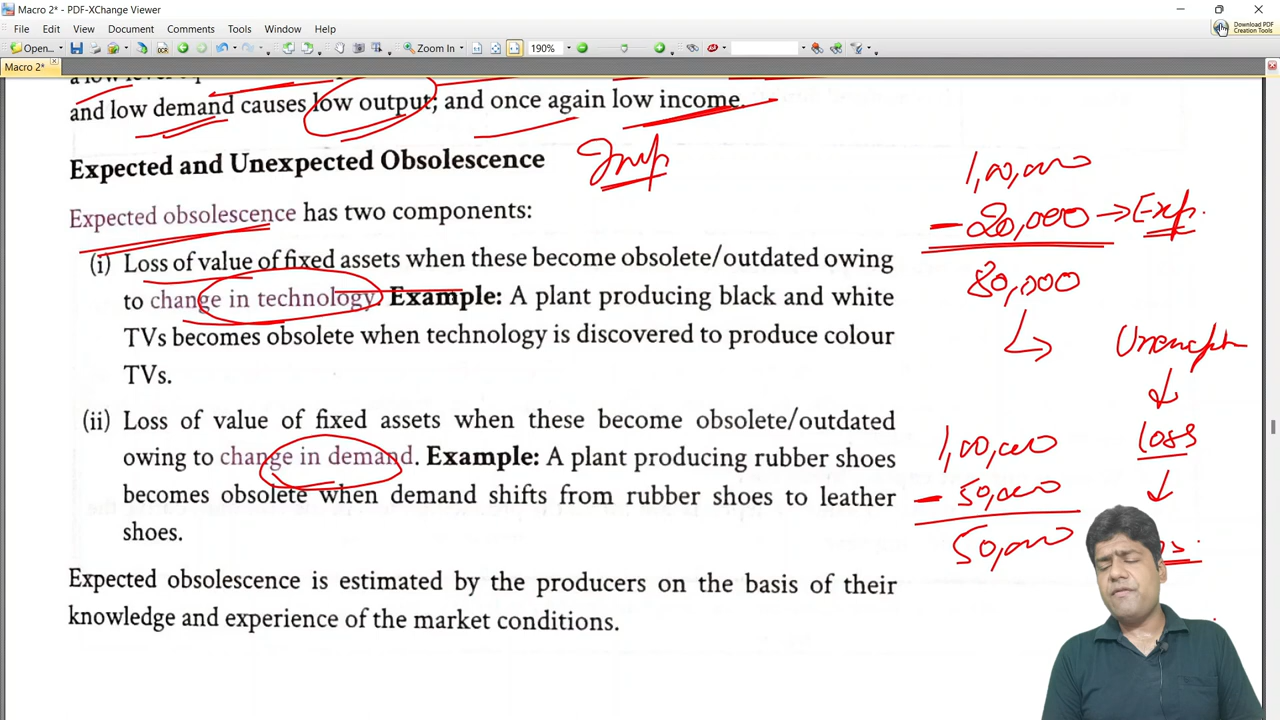 Macro 2* - PDF-XChange Viewer
File Edit View Document Comments Tools Window Help
Download PDF
Creation Tools
Open... Zoom In 190%
Macro 2*
and low demand causes low output; and once again low income.
Expected and Unexpected Obsolescence Imp
Expected obsolescence has two components:
(i) Loss of value of fixed assets when these become obsolete/outdated owing
to change in technology. Example: A plant producing black and white
TVs becomes obsolete when technology is discovered to produce colour
TVs.
(ii) Loss of value of fixed assets when these become obsolete/outdated
owing to change in demand. Example: A plant producing rubber shoes
becomes obsolete when demand shifts from rubber shoes to leather
shoes.
Expected obsolescence is estimated by the producers on the basis of their
knowledge and experience of the market conditions.
1,00,000
- 20,000 → Exp.
80,000
1,00,000
- 50,000
50,000
loss